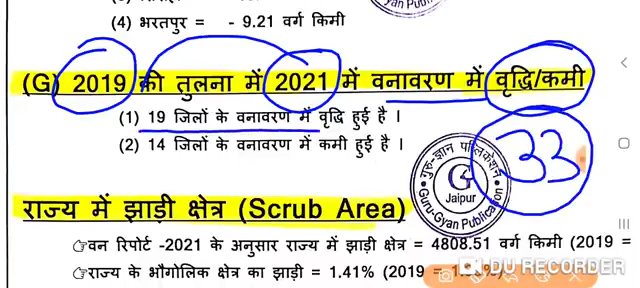 (4) भरतपुर = - 9.21 वर्ग किमी
(G) 2019 की तुलना में 2021 में वनावरण में वृद्धि/कमी
(1) 19 जिलों के वनावरण में वृद्धि हुई है ।
(2) 14 जिलों के वनावरण में कमी हुई है ।
33
गुरु-ज्ञान पब्लिकेशन
G
Jaipur
Guru-Gyan Publication
राज्य में झाड़ी क्षेत्र (Scrub Area)
वन रिपोर्ट -2021 के अनुसार राज्य में झाड़ी क्षेत्र = 4808.51 वर्ग किमी (2019 =
राज्य के भौगोलिक क्षेत्र का झाड़ी = 1.41% (2019 =
DU RECORDER